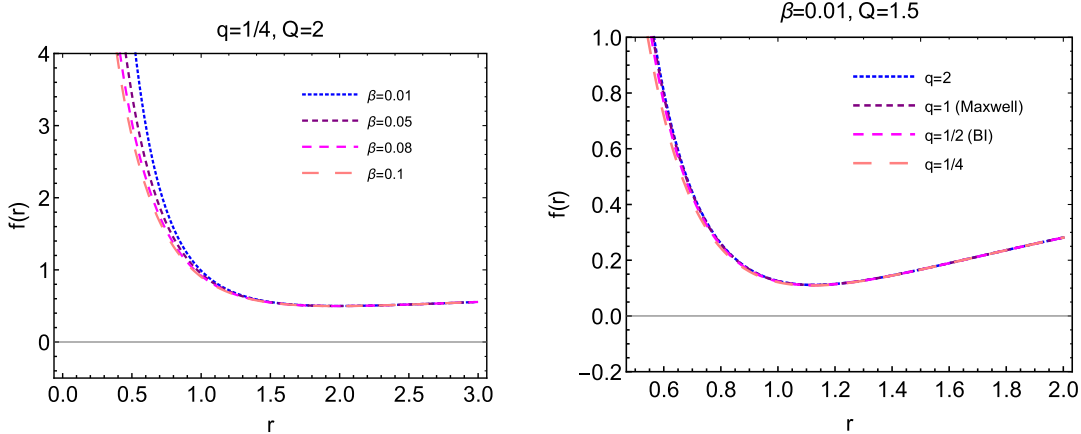 q=1/4, Q=2
f(r)
4
3
2
1
0
β=0.01
β=0.05
β=0.08
β=0.1
0.0 0.5 1.0 1.5 2.0 2.5 3.0
r
β=0.01, Q=1.5
f(r)
1.0
0.8
0.6
0.4
0.2
0.0
−0.2
q=2
q=1 (Maxwell)
q=1/2 (BI)
q=1/4
0.6 0.8 1.0 1.2 1.4 1.6 1.8 2.0
r